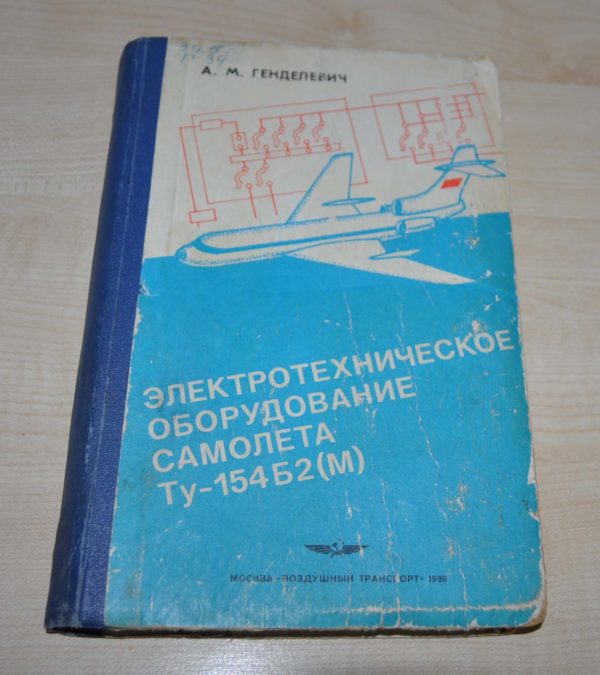 А. М. ГЕНДЕЛЕВИЧ
ЭЛЕКТРОТЕХНИЧЕСКОЕ
ОБОРУДОВАНИЕ
САМОЛЕТА
Ту-154Б2(М)
МОСКВА «ВОЗДУШНЫЙ ТРАНСПОРТ» 1990